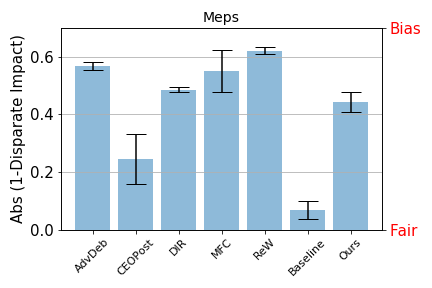 Meps
Abs (1-Disparate Impact)
0.6
0.4
0.2
0.0
Bias
Fair
AdvDeb
CEOPost
DIR
MFC
ReW
Baseline
Ours